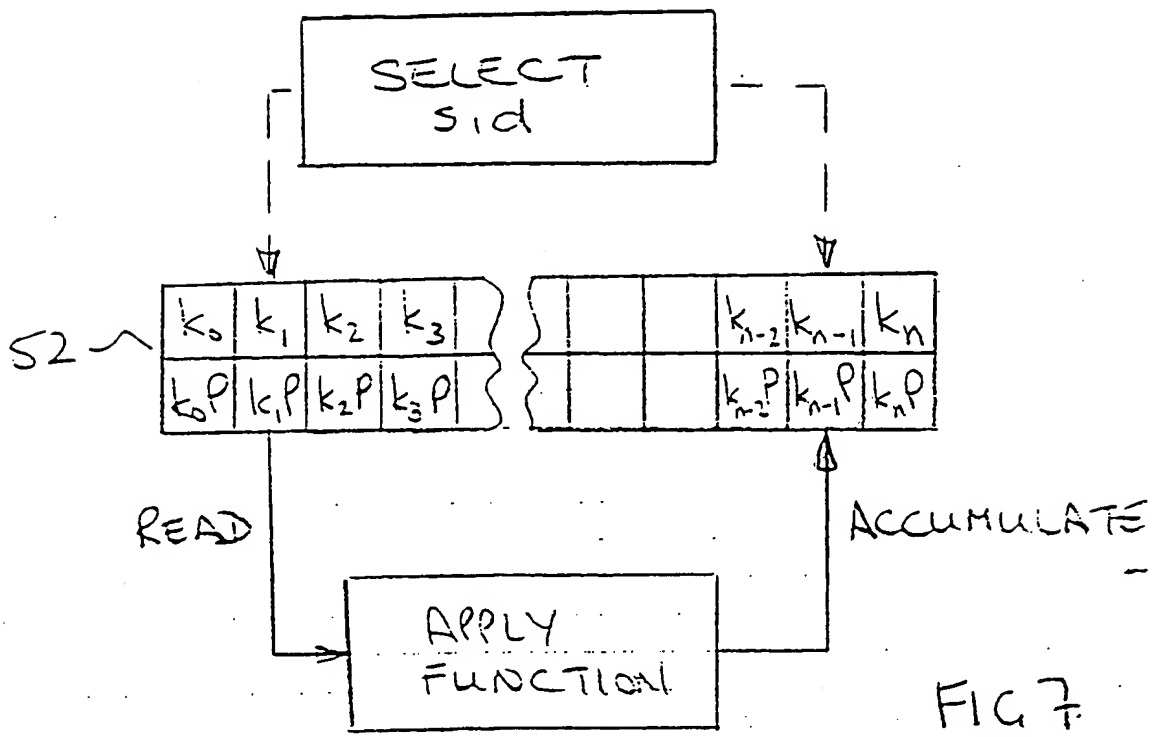 SELECT
s,d
k₀ k₁ k₂ k₃ kₙ₋₂ kₙ₋₁ kₙ
52
k₀P k₁P k₂P k₃P kₙ₋₂P kₙ₋₁P kₙP
READ
ACCUMULATE
APPLY
FUNCTION
FIG 7